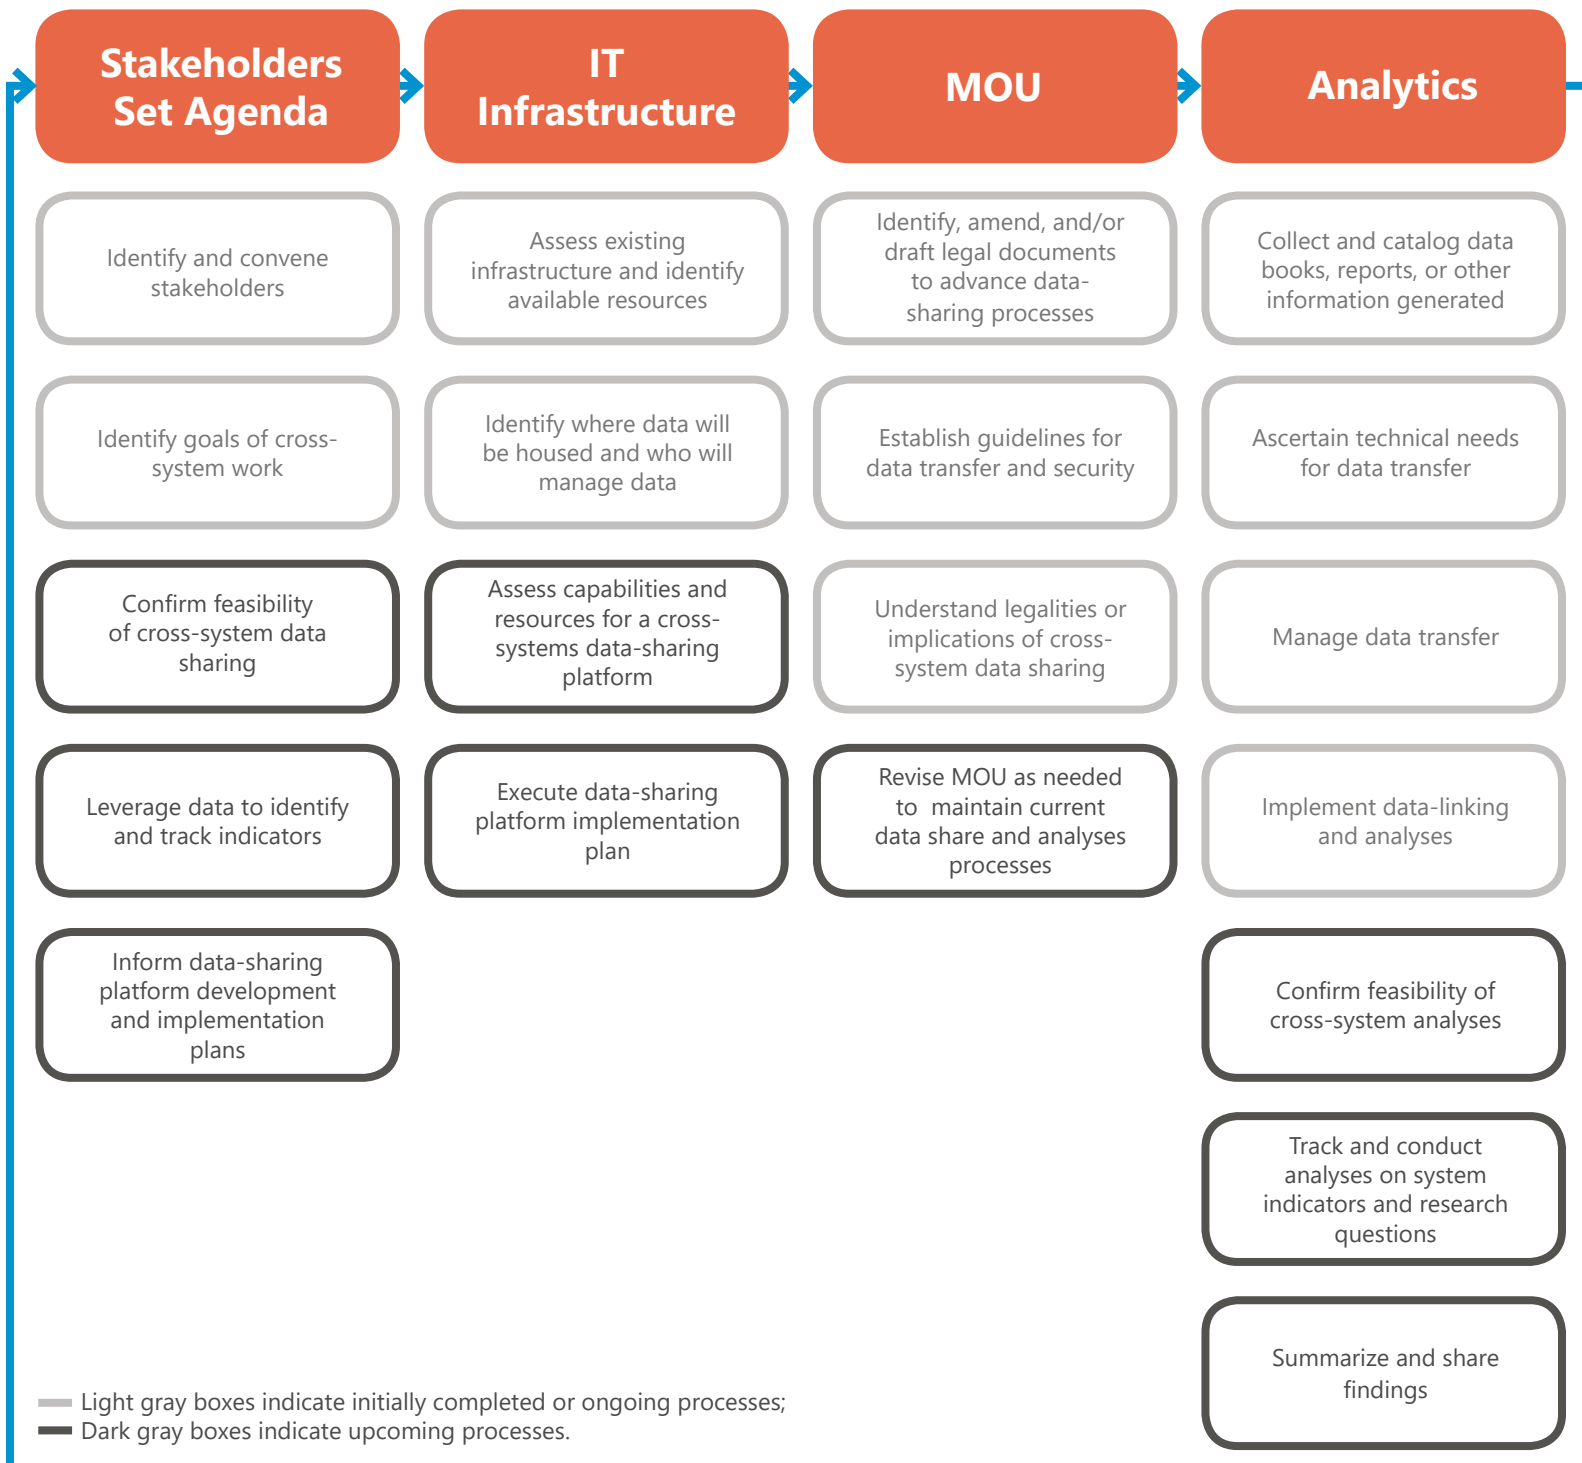 Stakeholders
Set Agenda
IT
Infrastructure
MOU
Analytics
Identify and convene
stakeholders
Identify goals of cross-
system work
Confirm feasibility
of cross-system data
sharing
Leverage data to identify
and track indicators
Inform data-sharing
platform development
and implementation
plans
Assess existing
infrastructure and identify
available resources
Identify where data will
be housed and who will
manage data
Assess capabilities and
resources for a cross-
systems data-sharing
platform
Execute data-sharing
platform implementation
plan
Identify, amend, and/or
draft legal documents
to advance data-
sharing processes
Establish guidelines for
data transfer and security
Understand legalities or
implications of cross-
system data sharing
Revise MOU as needed
to  maintain current
data share and analyses
processes
Collect and catalog data
books, reports, or other
information generated
Ascertain technical needs
for data transfer
Manage data transfer
Implement data-linking
and analyses
Confirm feasibility of
cross-system analyses
Track and conduct
analyses on system
indicators and research
questions
Summarize and share
findings
Light gray boxes indicate initially completed or ongoing processes;
Dark gray boxes indicate upcoming processes.